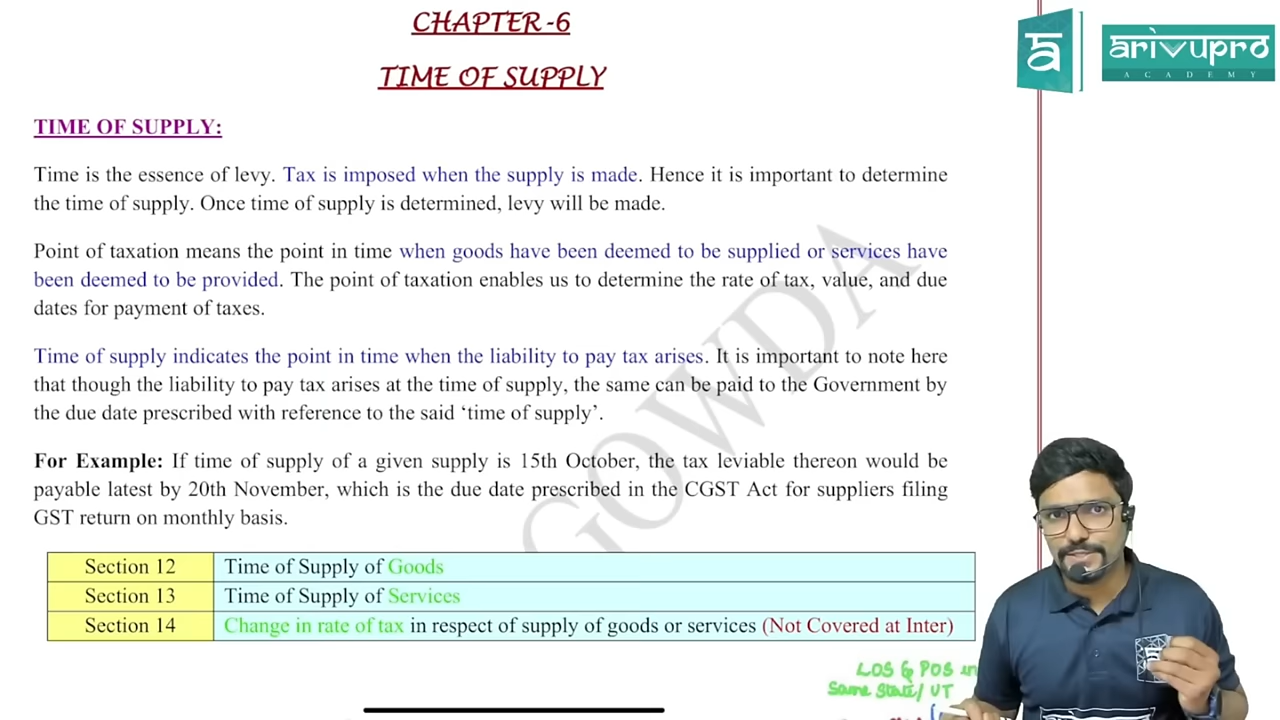 CHAPTER-6
TIME OF SUPPLY
arivupro
ACADEMY
TIME OF SUPPLY:
Time is the essence of levy. Tax is imposed when the supply is made. Hence it is important to determine
the time of supply. Once time of supply is determined, levy will be made.
Point of taxation means the point in time when goods have been deemed to be supplied or services have
been deemed to be provided. The point of taxation enables us to determine the rate of tax, value, and due
dates for payment of taxes.
Time of supply indicates the point in time when the liability to pay tax arises. It is important to note here
that though the liability to pay tax arises at the time of supply, the same can be paid to the Government by
the due date prescribed with reference to the said ‘time of supply’.
For Example: If time of supply of a given supply is 15th October, the tax leviable thereon would be
payable latest by 20th November, which is the due date prescribed in the CGST Act for suppliers filing
GST return on monthly basis.
GOWDA
Section 12 Time of Supply of Goods
Section 13 Time of Supply of Services
Section 14 Change in rate of tax in respect of supply of goods or services (Not Covered at Inter)
LOS & POS in
Same State/ UT